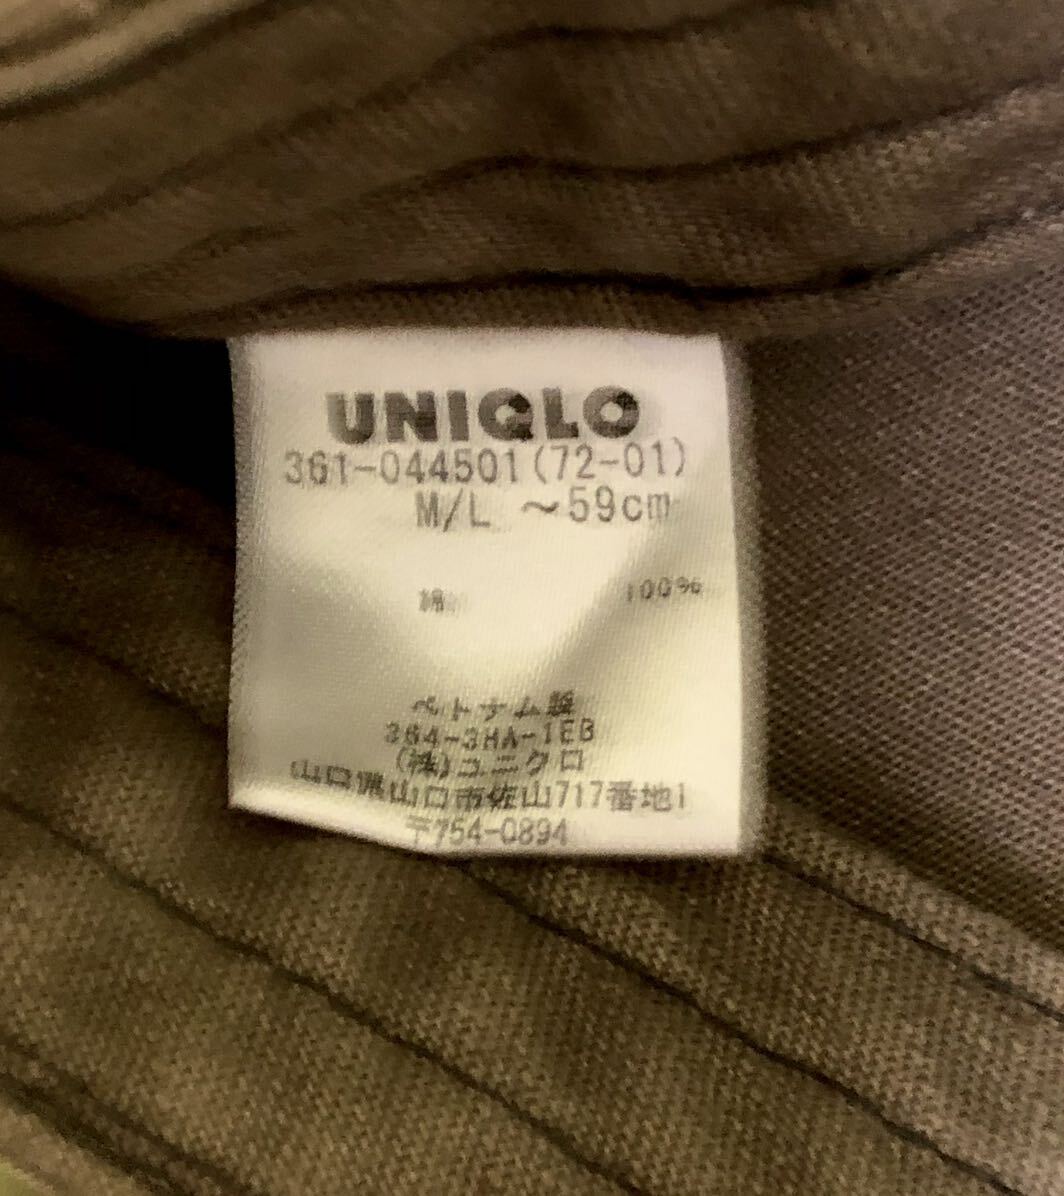 UNIQLO
361-044501(72-01)
M/L ～59cm
綿 100%
ベトナム製
364-3HA-1EB
(株)ユニクロ
山口県山口市佐山717番地1
〒754-0894